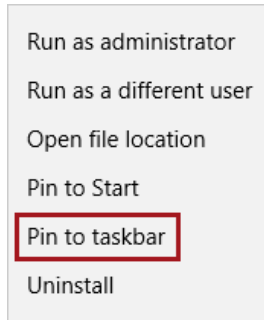 Run as administrator
Run as a different user
Open file location
Pin to Start
Pin to taskbar
Uninstall